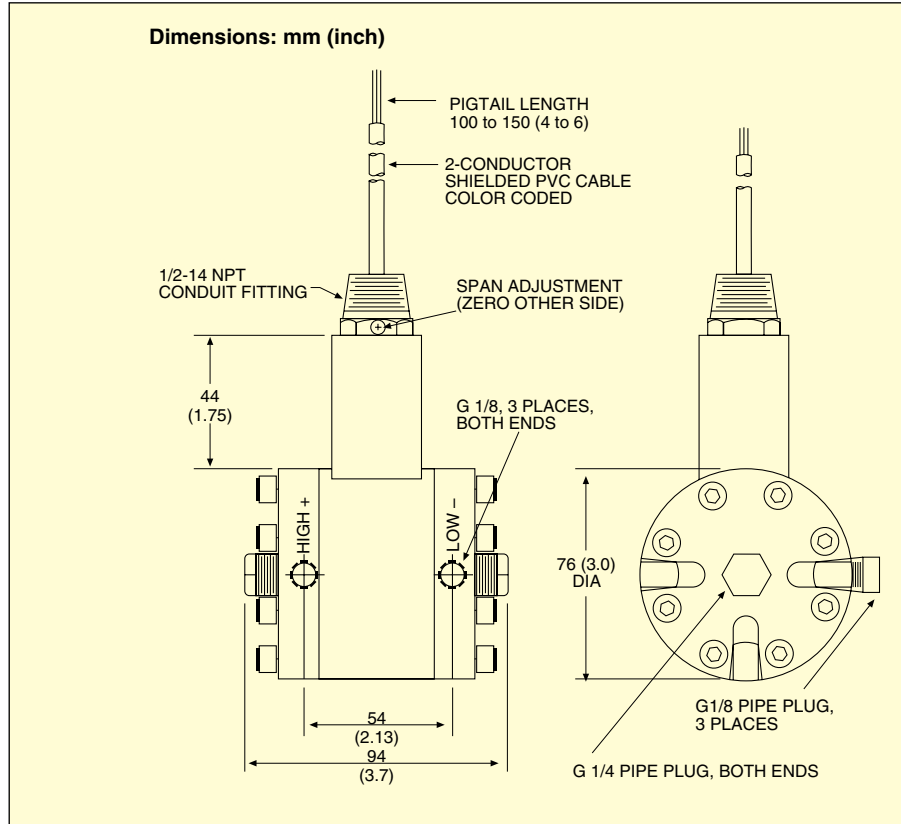 Dimensions: mm (inch)
PIGTAIL LENGTH
100 to 150 (4 to 6)
2-CONDUCTOR
SHIELDED PVC CABLE
COLOR CODED
1/2-14 NPT
CONDUIT FITTING
SPAN ADJUSTMENT
(ZERO OTHER SIDE)
44
(1.75)
G 1/8, 3 PLACES,
BOTH ENDS
HIGH +
LOW –
76 (3.0)
DIA
54
(2.13)
94
(3.7)
G1/8 PIPE PLUG,
3 PLACES
G 1/4 PIPE PLUG, BOTH ENDS